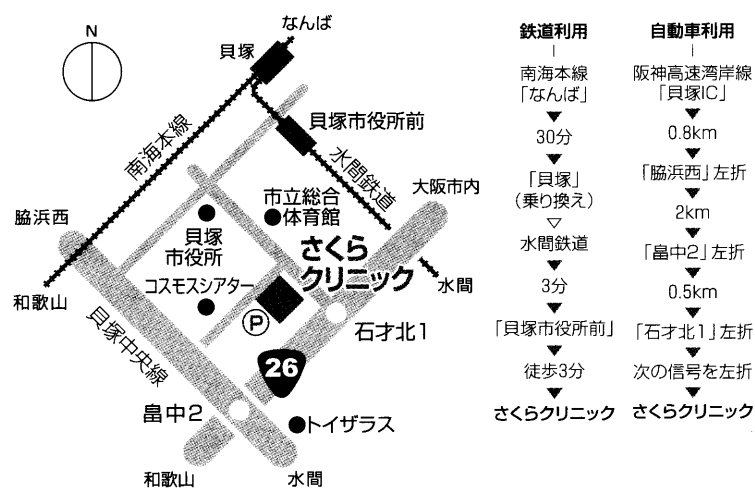 N
なんば
貝塚
南海本線
貝塚市役所前
水間鉄道
大阪市内
脇浜西
市立総合
体育館
貝塚
市役所
さくら
クリニック
コスモスシアター
和歌山
水間
P
石才北1
貝塚中央線
26
畠中2
トイザラス
和歌山
水間
鉄道利用
南海本線
「なんば」
30分
「貝塚」
(乗り換え)
水間鉄道
3分
「貝塚市役所前」
徒歩3分
さくらクリニック
自動車利用
阪神高速湾岸線
「貝塚IC」
0.8km
「脇浜西」左折
2km
「畠中2」左折
0.5km
「石才北1」左折
次の信号を左折
さくらクリニック